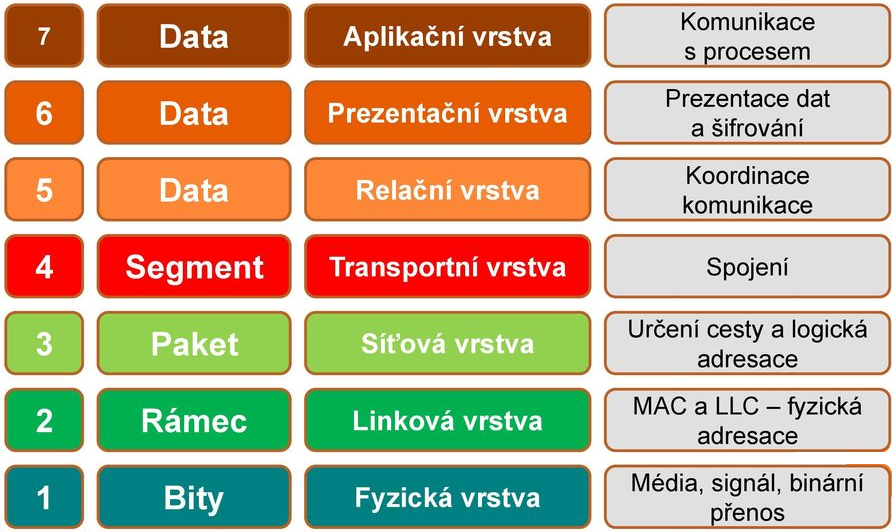 7 Data Aplikační vrstva Komunikace
s procesem
6 Data Prezentační vrstva Prezentace dat
a šifrování
5 Data Relační vrstva Koordinace
komunikace
4 Segment Transportní vrstva Spojení
3 Paket Síťová vrstva Určení cesty a logická
adresace
2 Rámec Linková vrstva MAC a LLC – fyzická
adresace
1 Bity Fyzická vrstva Média, signál, binární
přenos